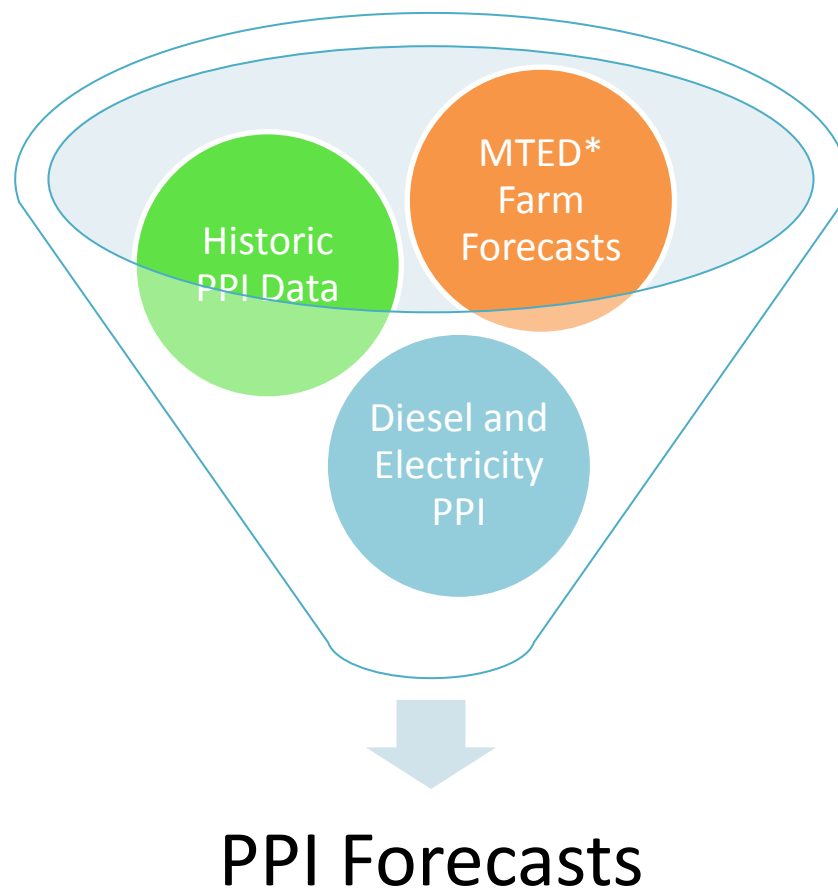 MTED*
Farm
Forecasts
Historic
PPI Data
Diesel and
Electricity
PPI
PPI Forecasts